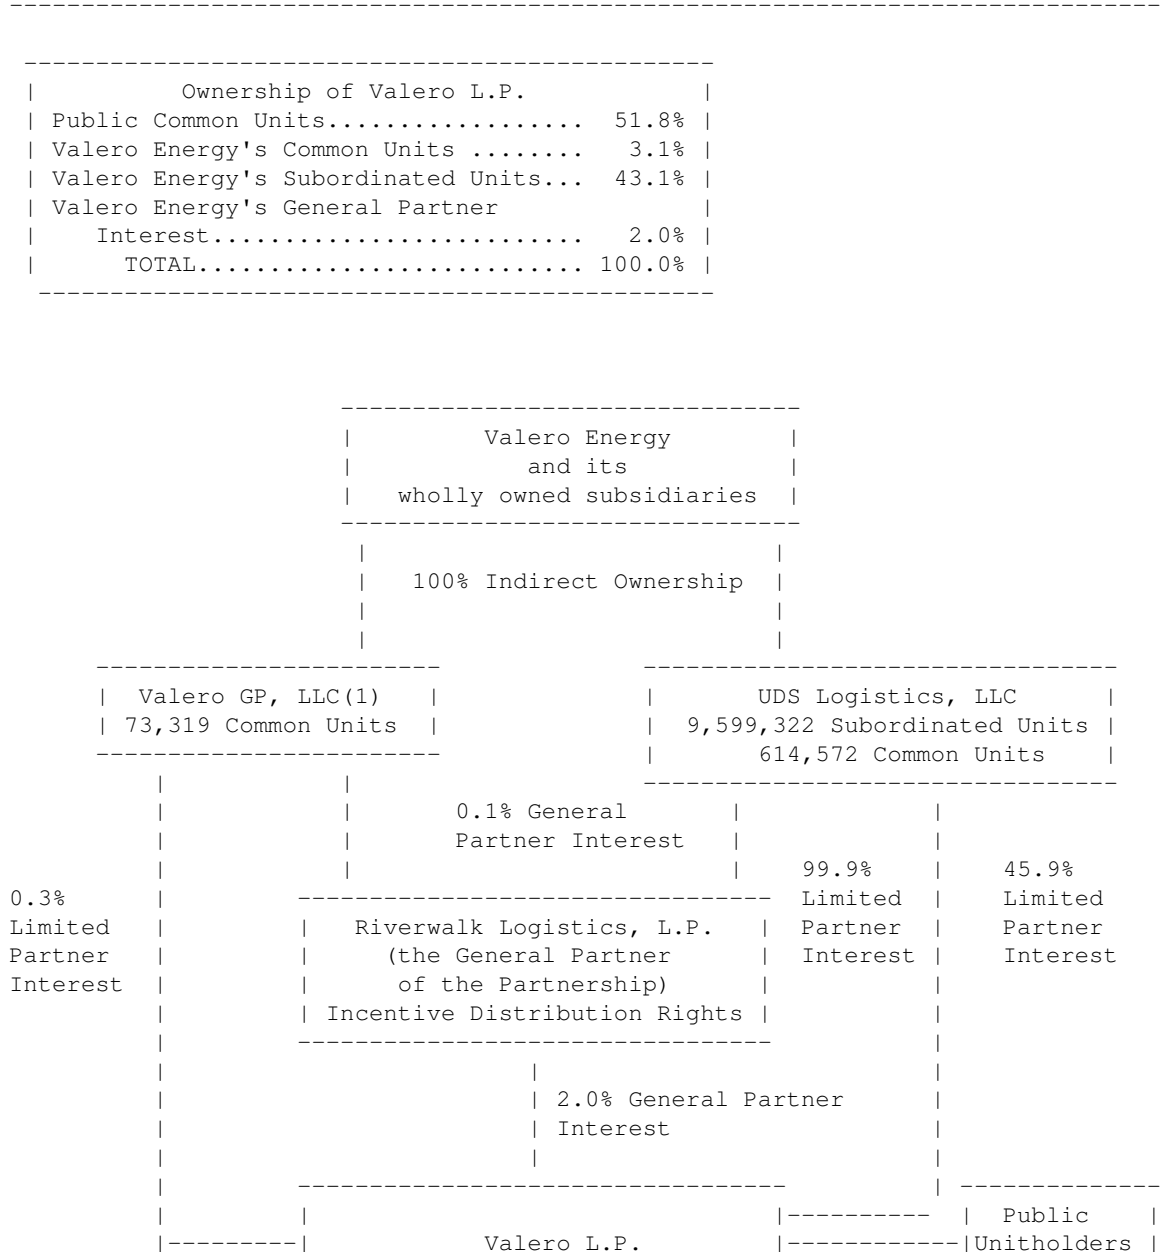 Ownership of Valero L.P.
Public Common Units.................. 51.8%
Valero Energy's Common Units ........ 3.1%
Valero Energy's Subordinated Units... 43.1%
Valero Energy's General Partner
Interest.......................... 2.0%
TOTAL........................... 100.0%
Valero Energy
and its
wholly owned subsidiaries
100% Indirect Ownership
Valero GP, LLC(1) UDS Logistics, LLC
73,319 Common Units 9,599,322 Subordinated Units
614,572 Common Units
0.1% General
Partner Interest
99.9% 45.9%
0.3% Limited Limited
Limited Riverwalk Logistics, L.P. Partner Partner
Partner (the General Partner Interest Interest
Interest of the Partnership)
Incentive Distribution Rights
2.0% General Partner
Interest
Public
Valero L.P. Unitholders